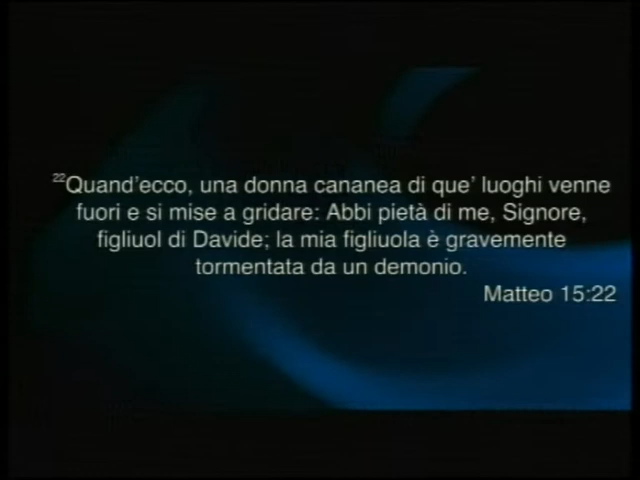 22Quand'ecco, una donna cananea di que' luoghi venne
fuori e si mise a gridare: Abbi pietà di me, Signore,
figliuol di Davide; la mia figliuola è gravemente
tormentata da un demonio.
Matteo 15:22